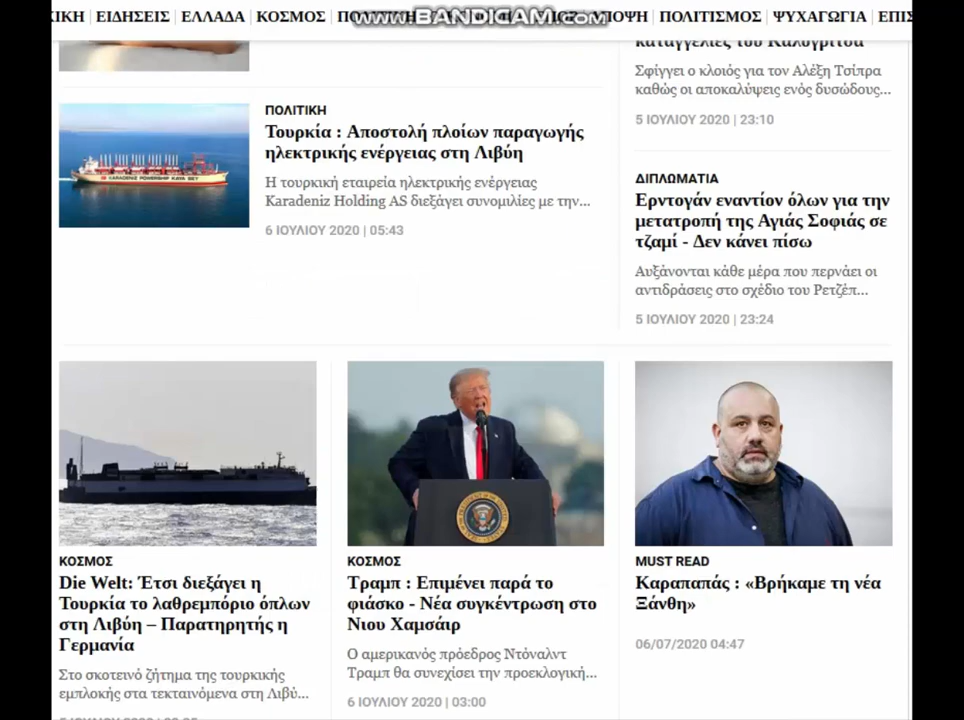 ΕΙΔΗΣΕΙΣ
ΕΛΛΑΔΑ
ΚΟΣΜΟΣ
www.BANDICAM.com
ΠΟΛΙΤΙΣΜΟΣ
ΨΥΧΑΓΩΓΙΑ
ΠΟΛΙΤΙΚΗ
Τουρκία : Αποστολή πλοίων παραγωγής
ηλεκτρικής ενέργειας στη Λιβύη
Η τουρκική εταιρεία ηλεκτρικής ενέργειας
Karadeniz Holding AS διεξάγει συνομιλίες με την...
6 ΙΟΥΛΙΟΥ 2020 | 05:43
καταγγελίες του Καλογρίτσα
Σφίγγει ο κλοιός για τον Αλέξη Τσίπρα
καθώς οι αποκαλύψεις ενός δυσώδους...
5 ΙΟΥΛΙΟΥ 2020 | 23:10
ΔΙΠΛΩΜΑΤΙΑ
Ερντογάν εναντίον όλων για την
μετατροπή της Αγιάς Σοφιάς σε
τζαμί - Δεν κάνει πίσω
Αυξάνονται κάθε μέρα που περνάει οι
αντιδράσεις στο σχέδιο του Ρετζέπ...
5 ΙΟΥΛΙΟΥ 2020 | 23:24
ΚΟΣΜΟΣ
Die Welt: Έτσι διεξάγει η
Τουρκία το λαθρεμπόριο όπλων
στη Λιβύη – Παρατηρητής η
Γερμανία
Στο σκοτεινό ζήτημα της τουρκικής
εμπλοκής στα τεκταινόμενα στη Λιβύ...
ΚΟΣΜΟΣ
Τραμπ : Επιμένει παρά το
φιάσκο - Νέα συγκέντρωση στο
Νιου Χαμσάιρ
Ο αμερικανός πρόεδρος Ντόναλντ
Τραμπ θα συνεχίσει την προεκλογική...
6 ΙΟΥΛΙΟΥ 2020 | 03:00
MUST READ
Καραπαπάς : «Βρήκαμε τη νέα
Ξάνθη»
06/07/2020 04:47